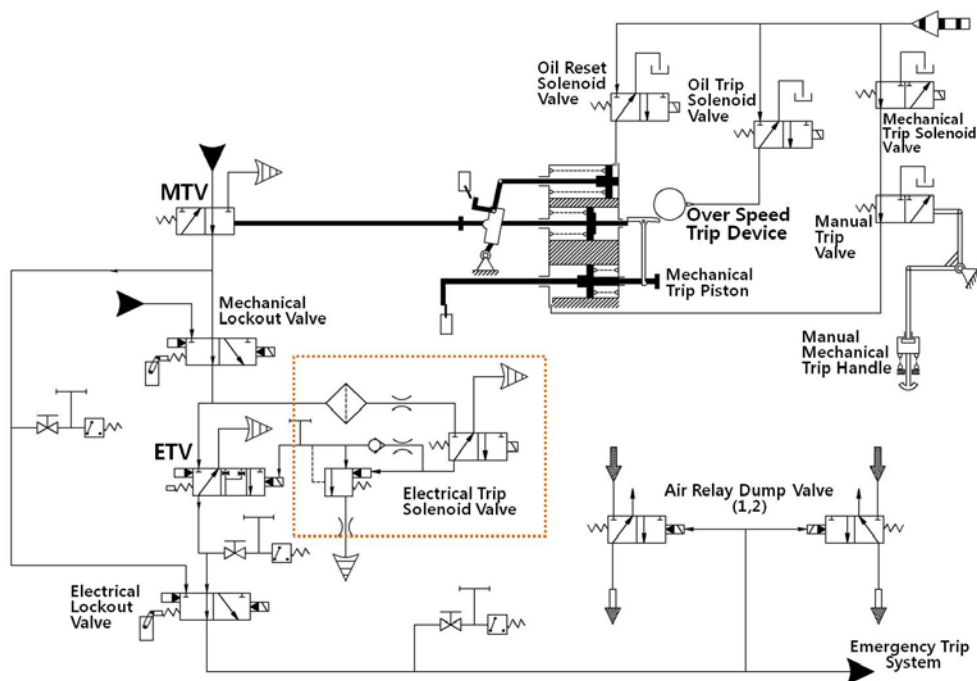 Oil Reset
Solenoid
Valve
Oil Trip
Solenoid
Valve
Mechanical
Trip Solenoid
Valve
MTV
Over Speed
Trip Device
Manual
Trip
Valve
Mechanical
Trip Piston
Mechanical
Lockout Valve
Manual
Mechanical
Trip Handle
ETV
Electrical Trip
Solenoid Valve
Air Relay Dump Valve
(1,2)
Electrical
Lockout
Valve
Emergency Trip
System